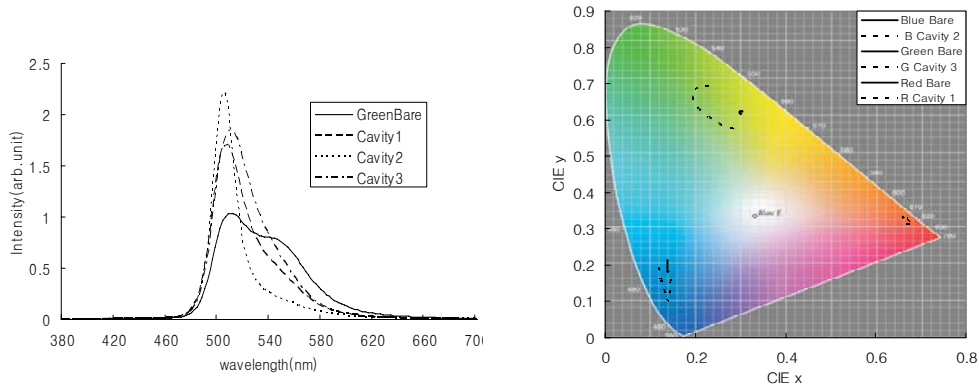 2.5
2
1.5
1
0.5
0
Intensity(arb.unit)
380 420 460 500 540 580 620 660 700
wavelength(nm)
GreenBare
Cavity1
Cavity2
Cavity3
0.9
0.8
0.7
0.6
0.5
0.4
0.3
0.2
0.1
0
CIE y
0 0.2 0.4 0.6 0.8
CIE x
Blue Bare
B Cavity 2
Green Bare
G Cavity 3
Red Bare
R Cavity 1